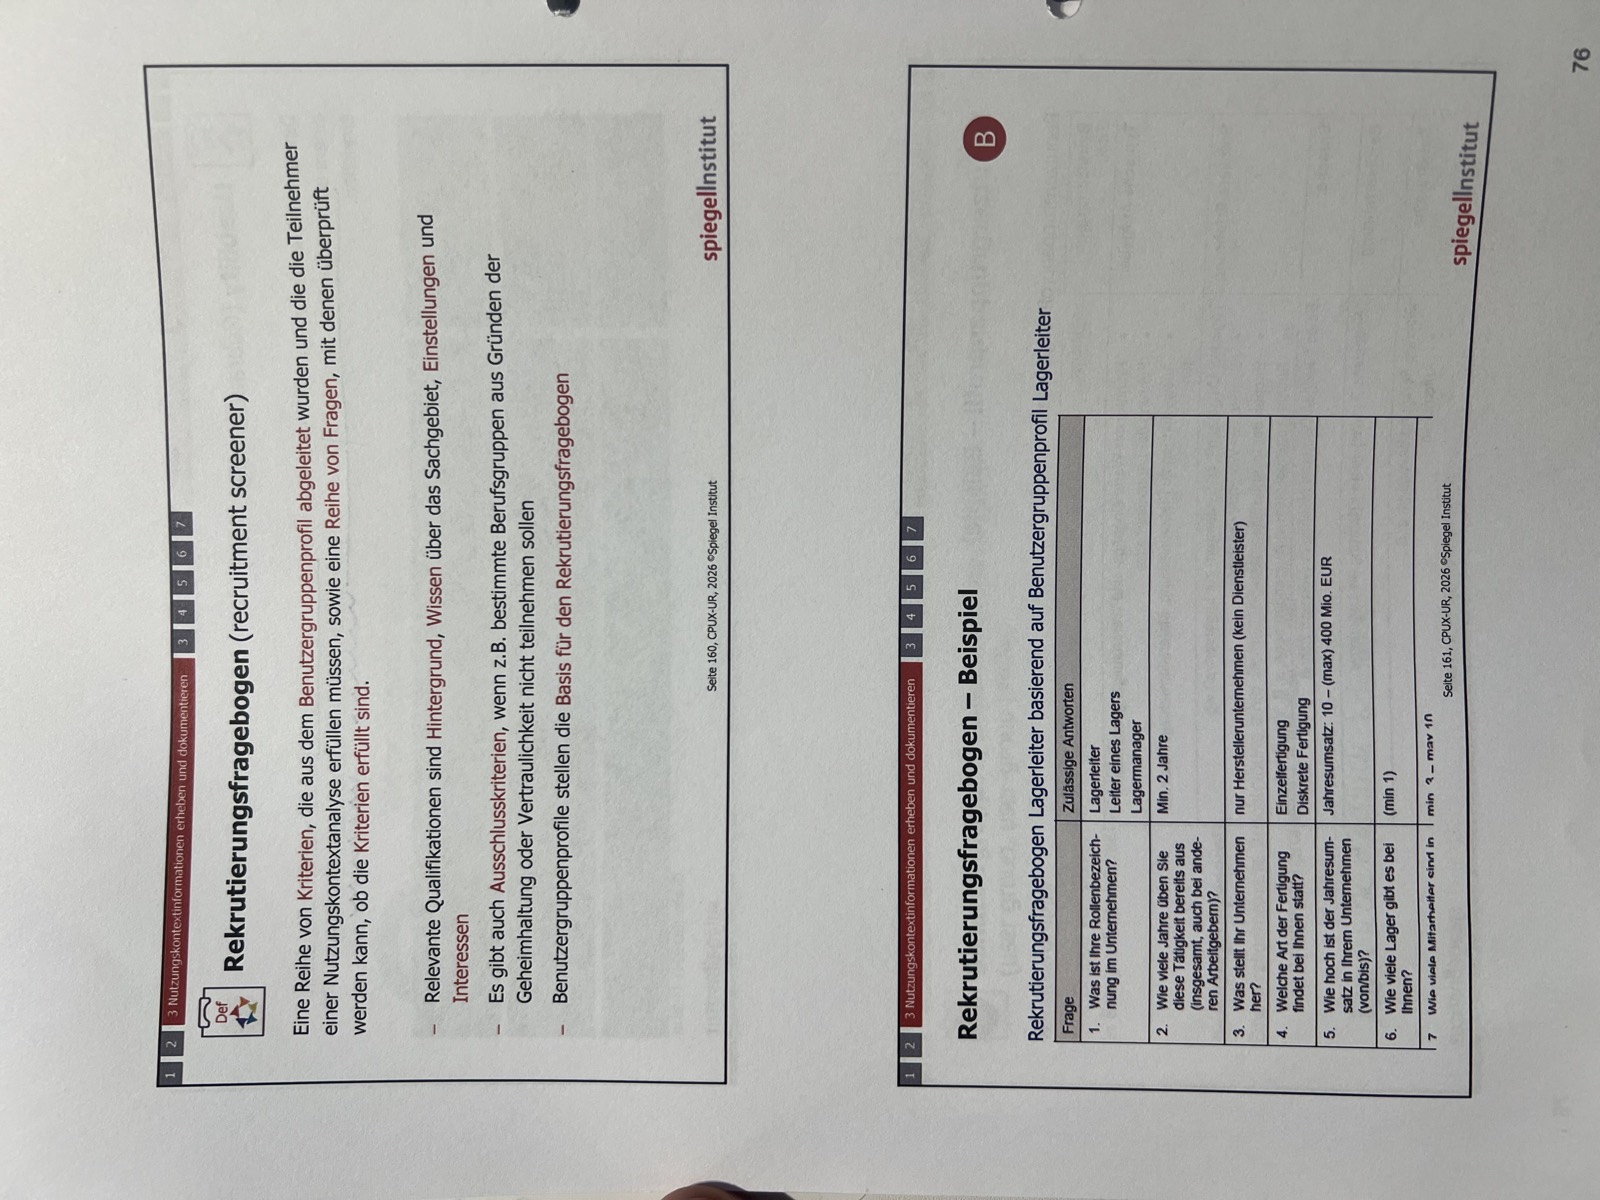 1 2 3 Nutzungskontextinformationen erheben und dokumentieren 3 4 5 6 7
Def
Rekrutierungsfragebogen (recruitment screener)
Eine Reihe von Kriterien, die aus dem Benutzergruppenprofil abgeleitet wurden und die die Teilnehmer
einer Nutzungskontextanalyse erfüllen müssen, sowie eine Reihe von Fragen, mit denen überprüft
werden kann, ob die Kriterien erfüllt sind.
– Relevante Qualifikationen sind Hintergrund, Wissen über das Sachgebiet, Einstellungen und
Interessen
– Es gibt auch Ausschlusskriterien, wenn z.B. bestimmte Berufsgruppen aus Gründen der
Geheimhaltung oder Vertraulichkeit nicht teilnehmen sollen
– Benutzergruppenprofile stellen die Basis für den Rekrutierungsfragebogen
Seite 160, CPUX-UR, 2026 ©Spiegel Institut
spiegelInstitut
1 2 3 Nutzungskontextinformationen erheben und dokumentieren 3 4 5 6 7
Rekrutierungsfragebogen – Beispiel
B
Rekrutierungsfragebogen Lagerleiter basierend auf Benutzergruppenprofil Lagerleiter
Frage
Zulässige Antworten
1. Was ist Ihre Rollenbezeich-
nung im Unternehmen?
Lagerleiter
Leiter eines Lagers
Lagermanager
2. Wie viele Jahre üben Sie
diese Tätigkeit bereits aus
(insgesamt, auch bei ande-
ren Arbeitgebern)?
Min. 2 Jahre
3. Was stellt Ihr Unternehmen
her?
nur Herstellerunternehmen (kein Dienstleister)
4. Welche Art der Fertigung
findet bei Ihnen statt?
Einzelfertigung
Diskrete Fertigung
5. Wie hoch ist der Jahresum-
satz in Ihrem Unternehmen
(von/bis)?
Jahresumsatz: 10 – (max) 400 Mio. EUR
6. Wie viele Lager gibt es bei
Ihnen?
(min 1)
7 Wie viele Mitarbeiter sind in
min. 3 – max 10
Seite 161, CPUX-UR, 2026 ©Spiegel Institut
spiegelInstitut
76